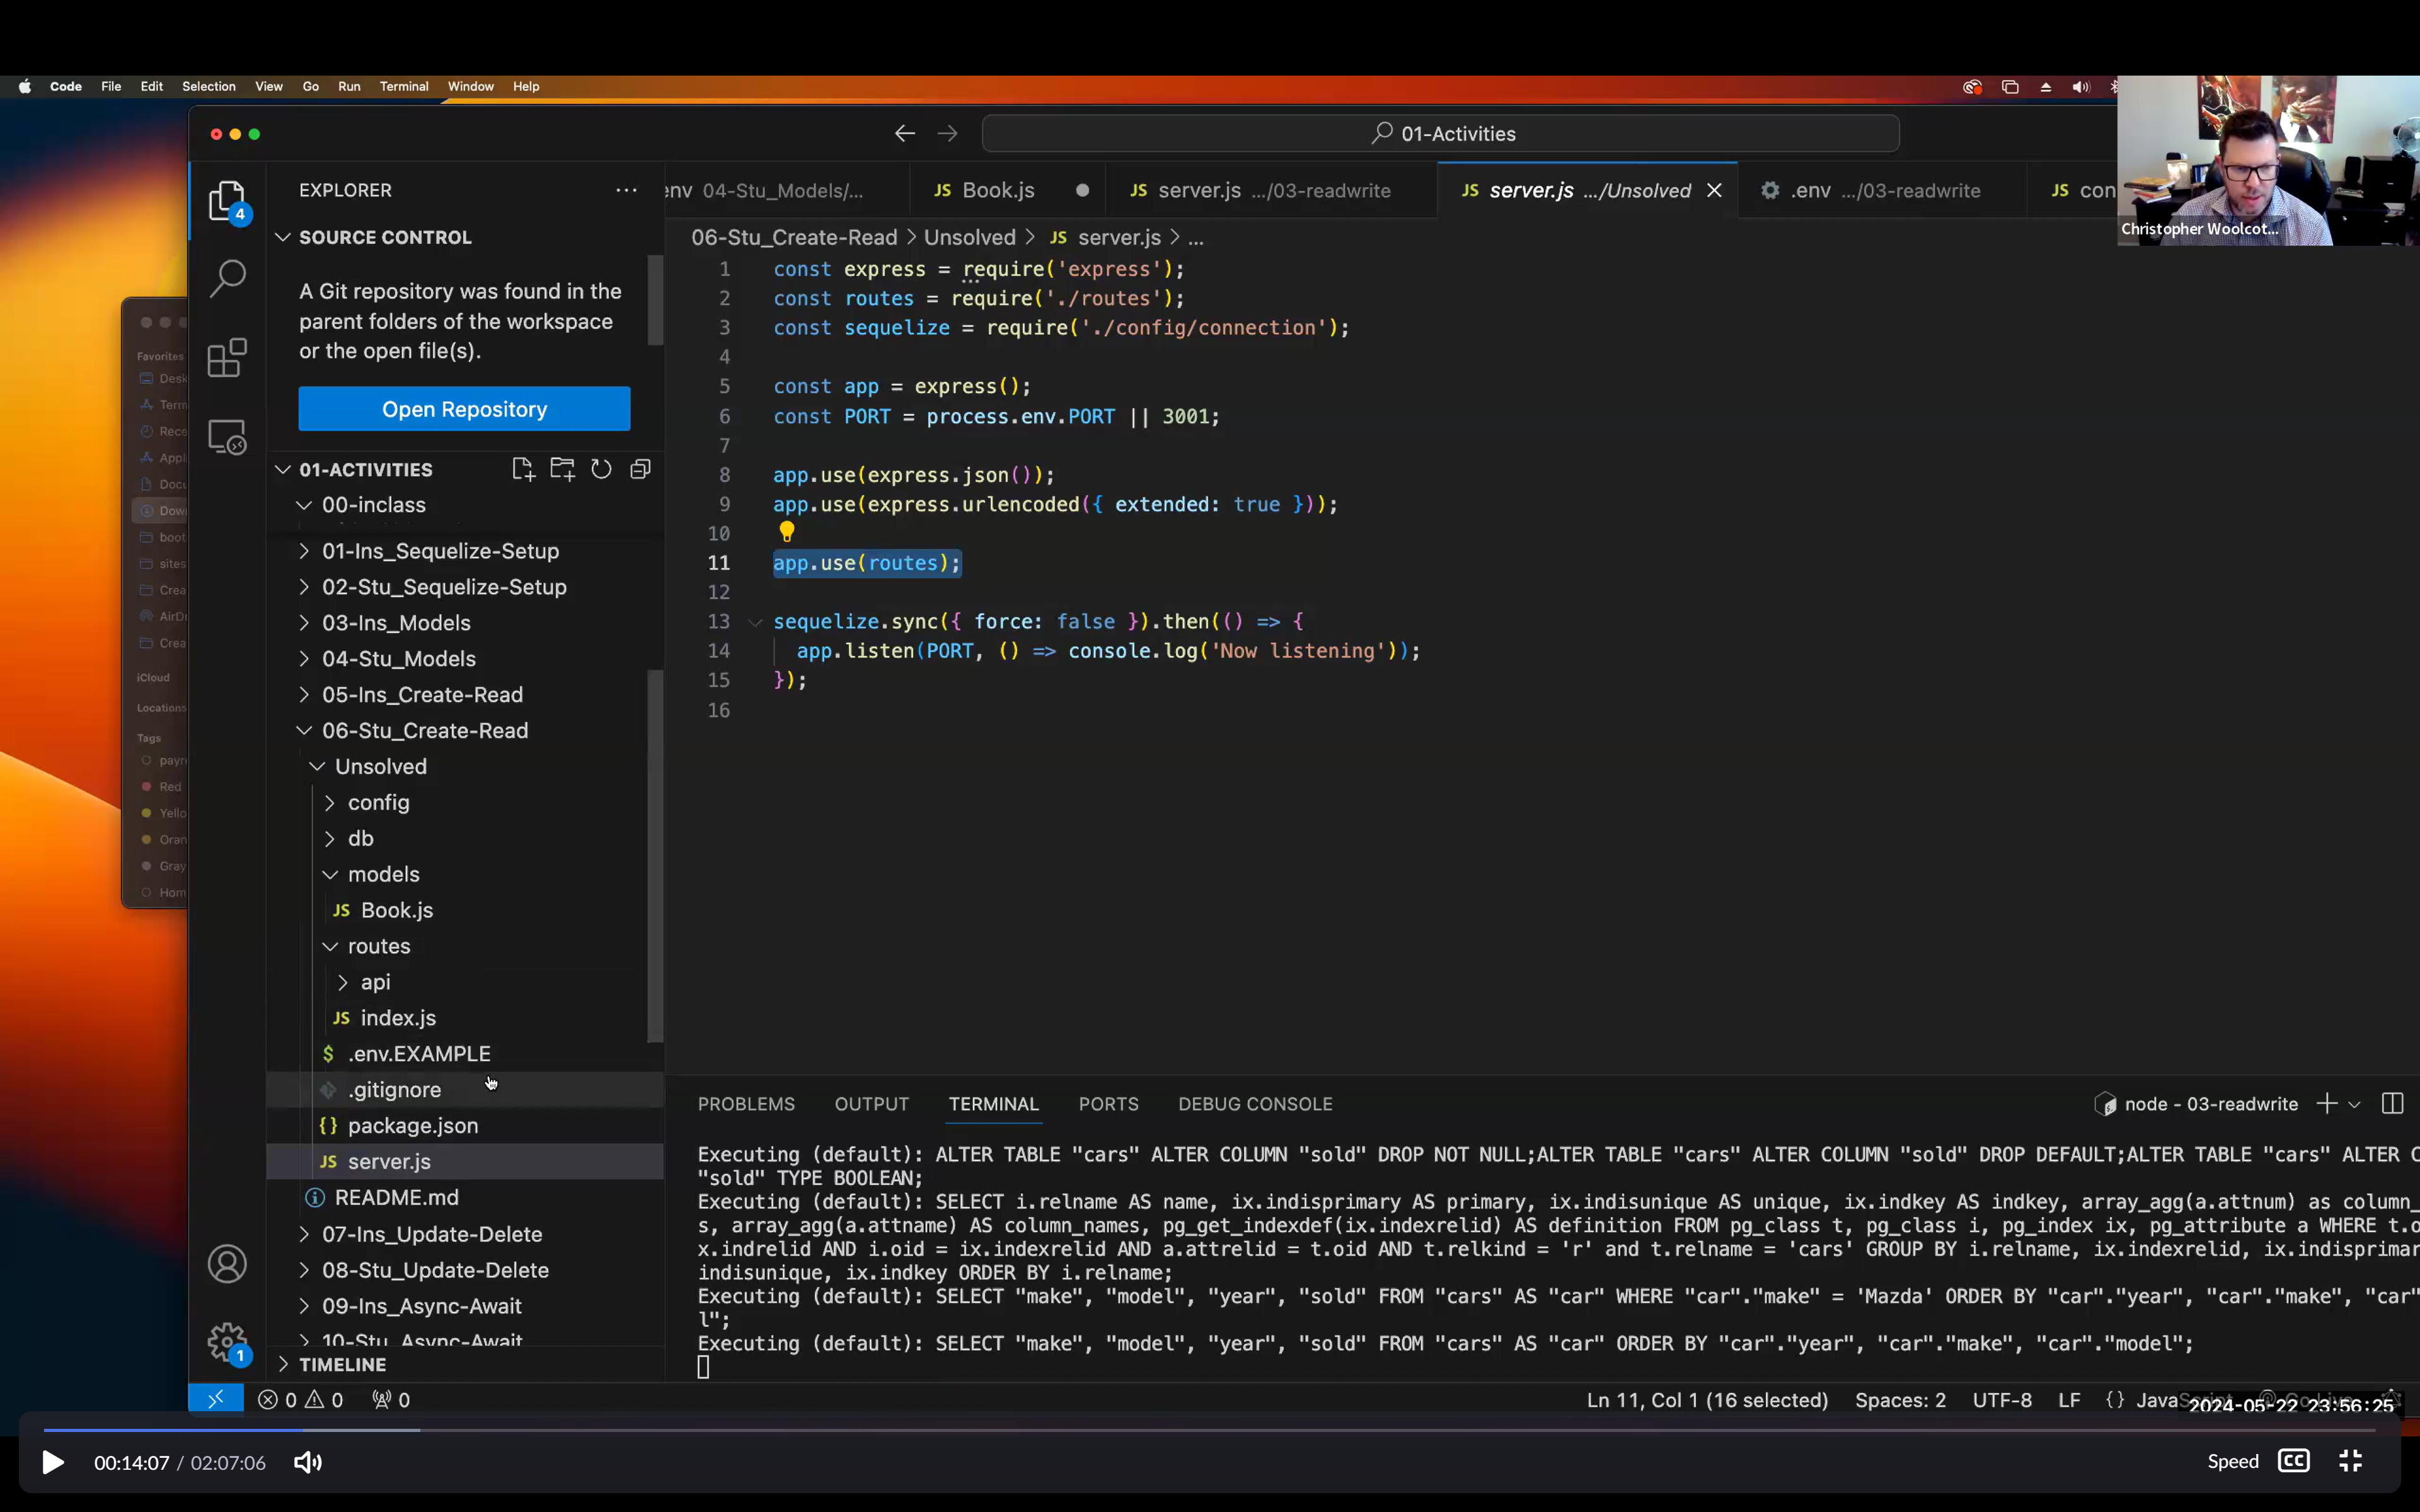 Code File Edit Selection View Go Run Terminal Window Help
01-Activities
EXPLORER
SOURCE CONTROL
A Git repository was found in the
parent folders of the workspace
or the open file(s).
Open Repository
01-ACTIVITIES
00-inclass
01-Ins_Sequelize-Setup
02-Stu_Sequelize-Setup
03-Ins_Models
04-Stu_Models
05-Ins_Create-Read
06-Stu_Create-Read
Unsolved
config
db
models
JS Book.js
routes
api
JS index.js
$ .env.EXAMPLE
.gitignore
{} package.json
JS server.js
README.md
07-Ins_Update-Delete
08-Stu_Update-Delete
09-Ins_Async-Await
10-Stu_Async-Await
TIMELINE
4
1
Favorites
iCloud
Locations
Tags
Red
Gray
env 04-Stu_Models/... JS Book.js JS server.js .../03-readwrite JS server.js .../Unsolved .env .../03-readwrite JS con
Christopher Woolcot...
06-Stu_Create-Read > Unsolved > JS server.js > ...
1 const express = require('express');
2 const routes = require('./routes');
3 const sequelize = require('./config/connection');
4
5 const app = express();
6 const PORT = process.env.PORT || 3001;
7
8 app.use(express.json());
9 app.use(express.urlencoded({ extended: true }));
10
11 app.use(routes);
12
13 sequelize.sync({ force: false }).then(() => {
14 app.listen(PORT, () => console.log('Now listening'));
15 });
16
PROBLEMS OUTPUT TERMINAL PORTS DEBUG CONSOLE node - 03-readwrite
Executing (default): ALTER TABLE "cars" ALTER COLUMN "sold" DROP NOT NULL;ALTER TABLE "cars" ALTER COLUMN "sold" DROP DEFAULT;ALTER TABLE "cars" ALTER C
"sold" TYPE BOOLEAN;
Executing (default): SELECT i.relname AS name, ix.indisprimary AS primary, ix.indisunique AS unique, ix.indkey AS indkey, array_agg(a.attnum) as column_
s, array_agg(a.attname) AS column_names, pg_get_indexdef(ix.indexrelid) AS definition FROM pg_class t, pg_class i, pg_index ix, pg_attribute a WHERE t.o
x.indrelid AND i.oid = ix.indexrelid AND a.attrelid = t.oid AND t.relkind = 'r' and t.relname = 'cars' GROUP BY i.relname, ix.indexrelid, ix.indisprimar
indisunique, ix.indkey ORDER BY i.relname;
Executing (default): SELECT "make", "model", "year", "sold" FROM "cars" AS "car" WHERE "car"."make" = 'Mazda' ORDER BY "car"."year", "car"."make", "car"
l";
Executing (default): SELECT "make", "model", "year", "sold" FROM "cars" AS "car" ORDER BY "car"."year", "car"."make", "car"."model";
0 0 0 Ln 11, Col 1 (16 selected) Spaces: 2 UTF-8 LF {} JavaScript Go Live
2024-05-22 23:56:25
00:14:07 / 02:07:06 Speed CC